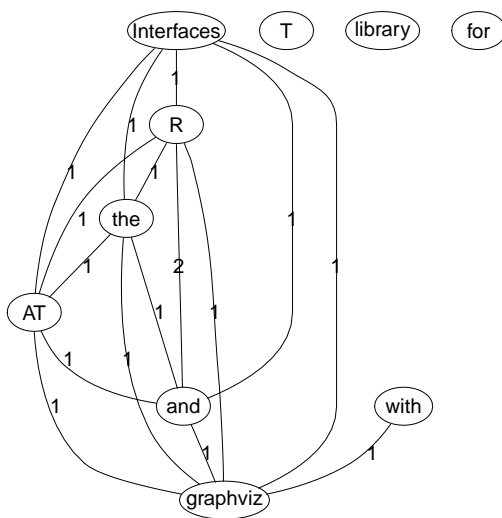 Interfaces T library for
1
R
1 1
1 1
the
1 2 1 1 1
AT
1 1 1
1
1 and with
1 1
graphviz